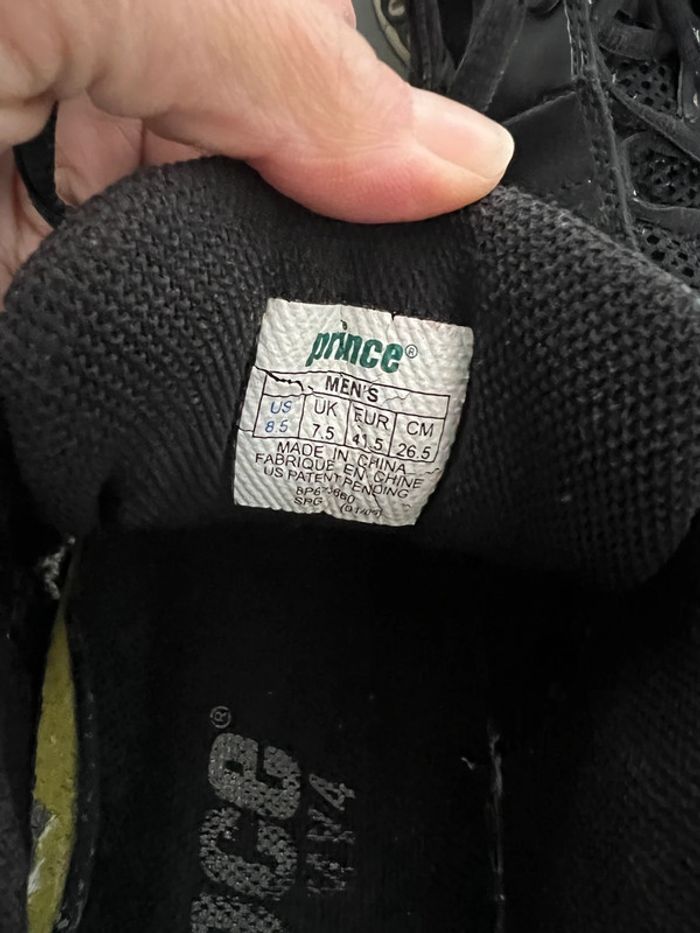 prince®
MEN'S
US UK EUR CM
8.5 7.5 41.5 26.5
MADE IN CHINA
FABRIQUE EN CHINE
US PATENT PENDING
SPG